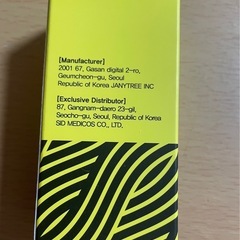 [Manufacturer]
2001 67, Gasan digital 2-ro,
Geumcheon-gu, Seoul
Republic of Korea JANYTREE INC
[Exclusive Distributor]
87, Gangnam-daero 23-gil,
Seocho-gu, Seoul, Republic of Korea
SID MEDICOS CO., LTD.